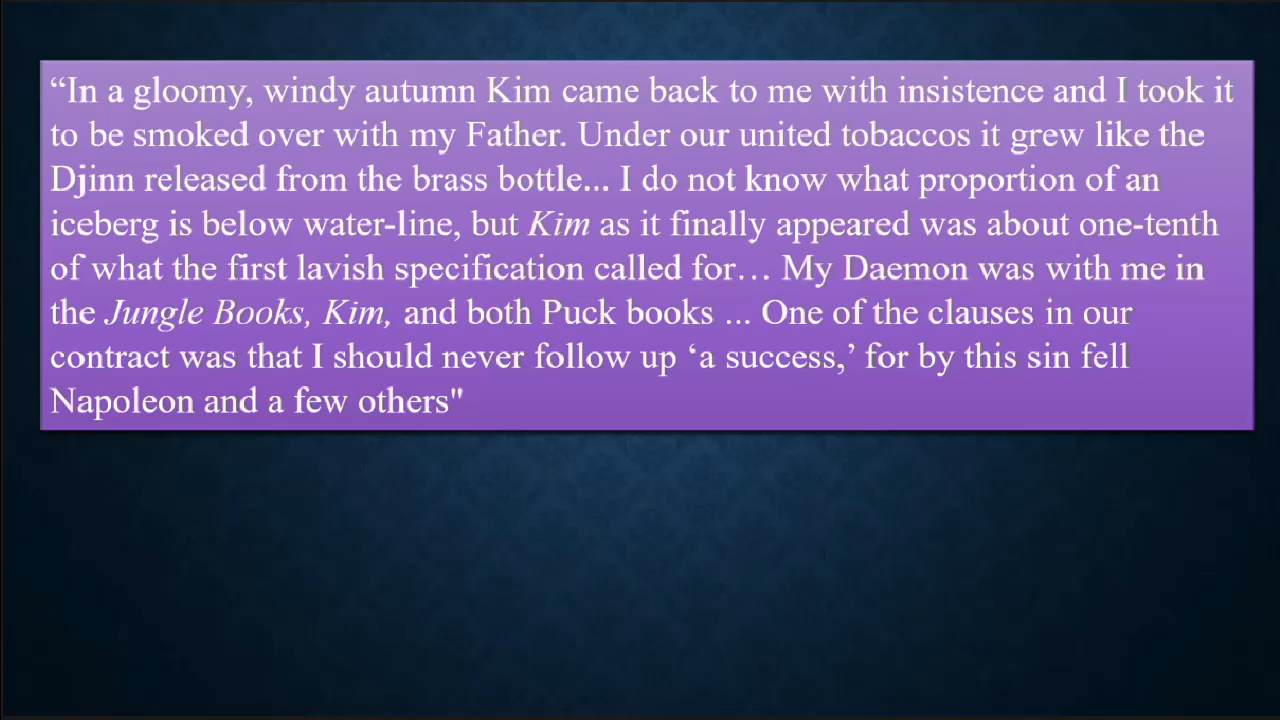 “In a gloomy, windy autumn Kim came back to me with insistence and I took it
to be smoked over with my Father. Under our united tobaccos it grew like the
Djinn released from the brass bottle... I do not know what proportion of an
iceberg is below water-line, but Kim as it finally appeared was about one-tenth
of what the first lavish specification called for… My Daemon was with me in
the Jungle Books, Kim, and both Puck books ... One of the clauses in our
contract was that I should never follow up ‘a success,’ for by this sin fell
Napoleon and a few others"